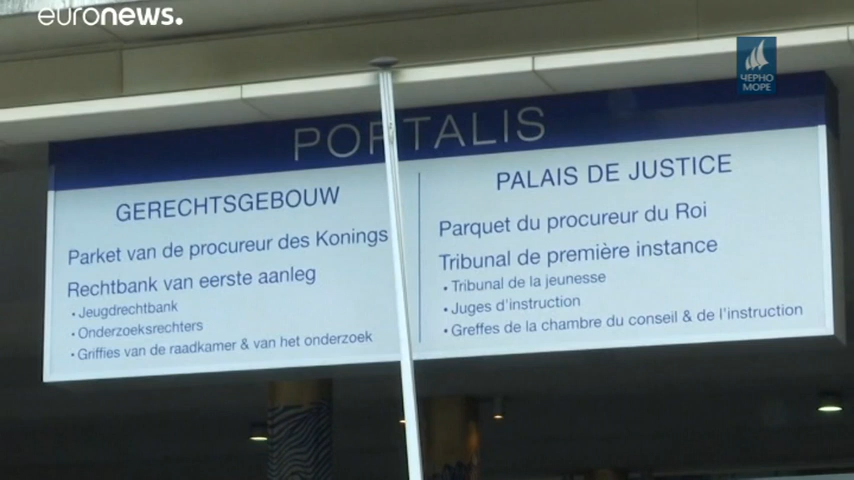 euronews.
ЧЕРНО
МОРЕ
PORTALIS
GERECHTSGEBOUW
Parket van de procureur des Konings
Rechtbank van eerste aanleg
• Jeugdrechtbank
• Onderzoeksrechters
• Griffies van de raadkamer & van het onderzoek
PALAIS DE JUSTICE
Parquet du procureur du Roi
Tribunal de première instance
• Tribunal de la jeunesse
• Juges d'instruction
• Greffes de la chambre du conseil & de l'instruction